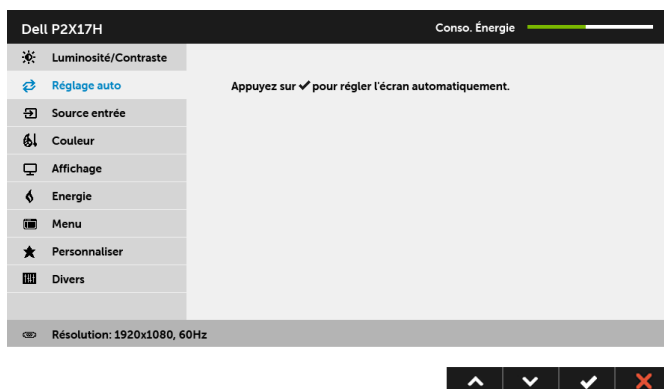 Dell P2X17H
Conso. Énergie
Luminosité/Contraste
Réglage auto
Appuyez sur ✓ pour régler l'écran automatiquement.
Source entrée
Couleur
Affichage
Energie
Menu
Personnaliser
Divers
Résolution: 1920x1080, 60Hz